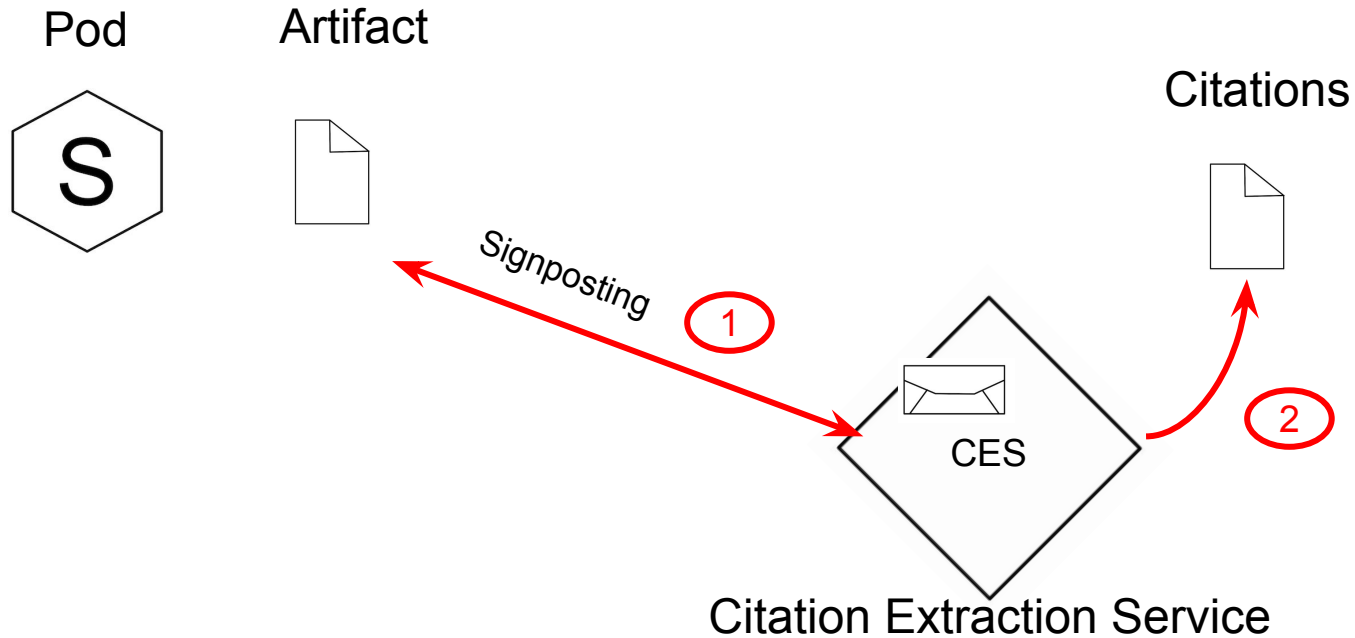 Pod
Artifact
Citations
S
Signposting
1
2
CES
Citation Extraction Service